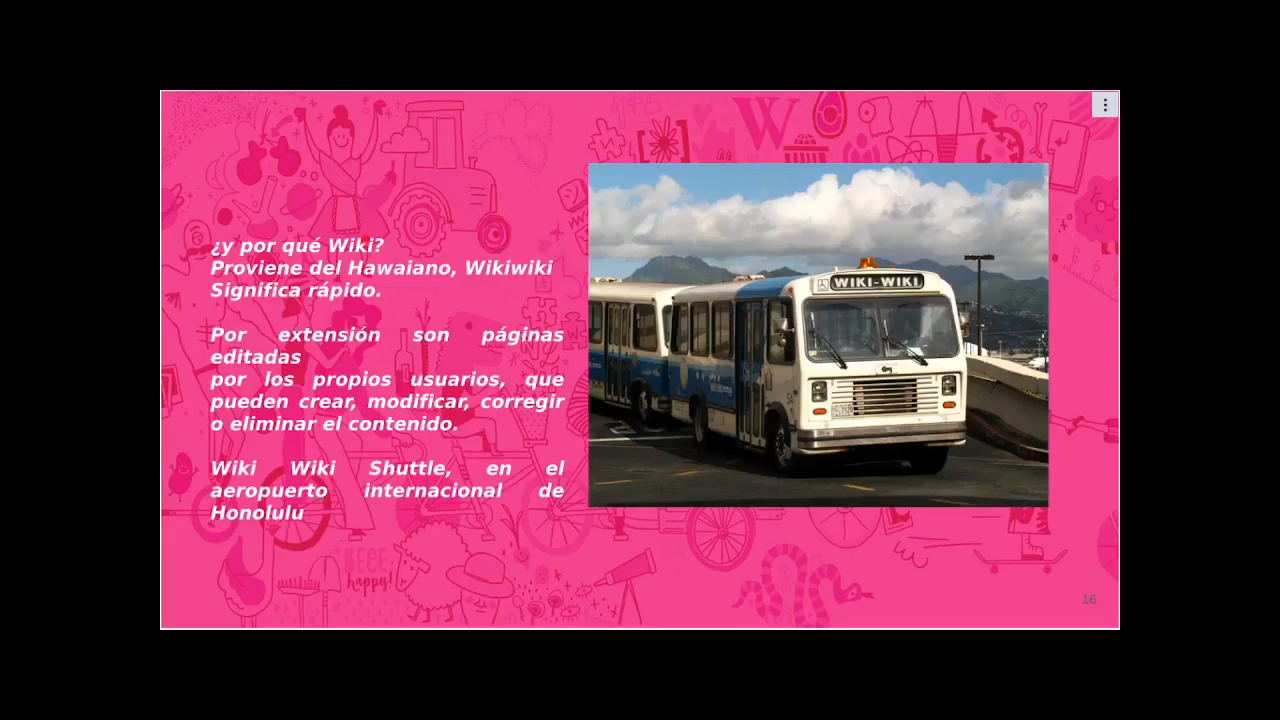 ¿y por qué Wiki?
Proviene del Hawaiano, Wikiwiki
Significa rápido.
Por extensión son páginas
editadas
por los propios usuarios, que
pueden crear, modificar, corregir
o eliminar el contenido.
Wiki Wiki Shuttle, en el
aeropuerto internacional de
Honolulu
WIKI-WIKI
W
BEEE
happy!
16